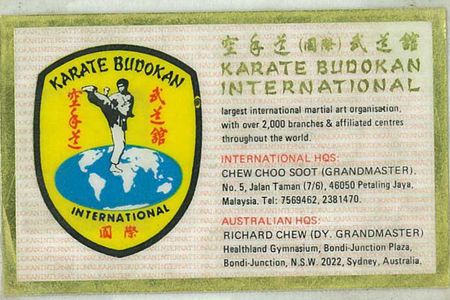 KARATE BUDOKAN
空手道
武道館
INTERNATIONAL
國際
空手道 (國際) 武道館
KARATE BUDOKAN
INTERNATIONAL
largest international martial art organisation,
with over 2,000 branches & affiliated centres
throughout the world.
INTERNATIONAL HQS:
CHEW CHOO SOOT (GRANDMASTER),
No. 5, Jalan Taman (7/6), 46050 Petaling Jaya,
Malaysia. Tel: 7569462, 2381470.
AUSTRALIAN HQS:
RICHARD CHEW (DY. GRANDMASTER)
Healthland Gymnasium, Bondi-Junction Plaza,
Bondi-Junction, N.S.W. 2022, Sydney, Australia.